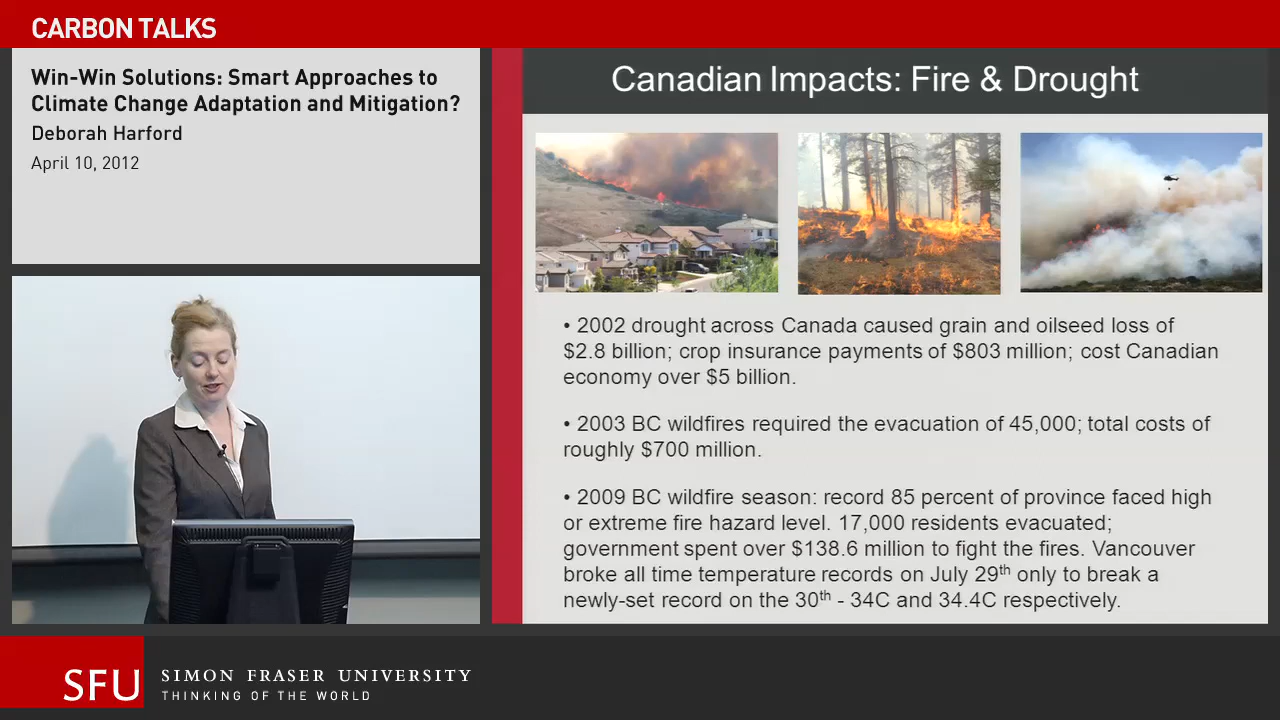 CARBON TALKS
Win-Win Solutions: Smart Approaches to
Climate Change Adaptation and Mitigation?
Deborah Harford
April 10, 2012
Canadian Impacts: Fire & Drought
• 2002 drought across Canada caused grain and oilseed loss of
$2.8 billion; crop insurance payments of $803 million; cost Canadian
economy over $5 billion.
• 2003 BC wildfires required the evacuation of 45,000; total costs of
roughly $700 million.
• 2009 BC wildfire season: record 85 percent of province faced high
or extreme fire hazard level. 17,000 residents evacuated;
government spent over $138.6 million to fight the fires. Vancouver
broke all time temperature records on July 29th only to break a
newly-set record on the 30th - 34C and 34.4C respectively.
SFU
SIMON FRASER UNIVERSITY
THINKING OF THE WORLD